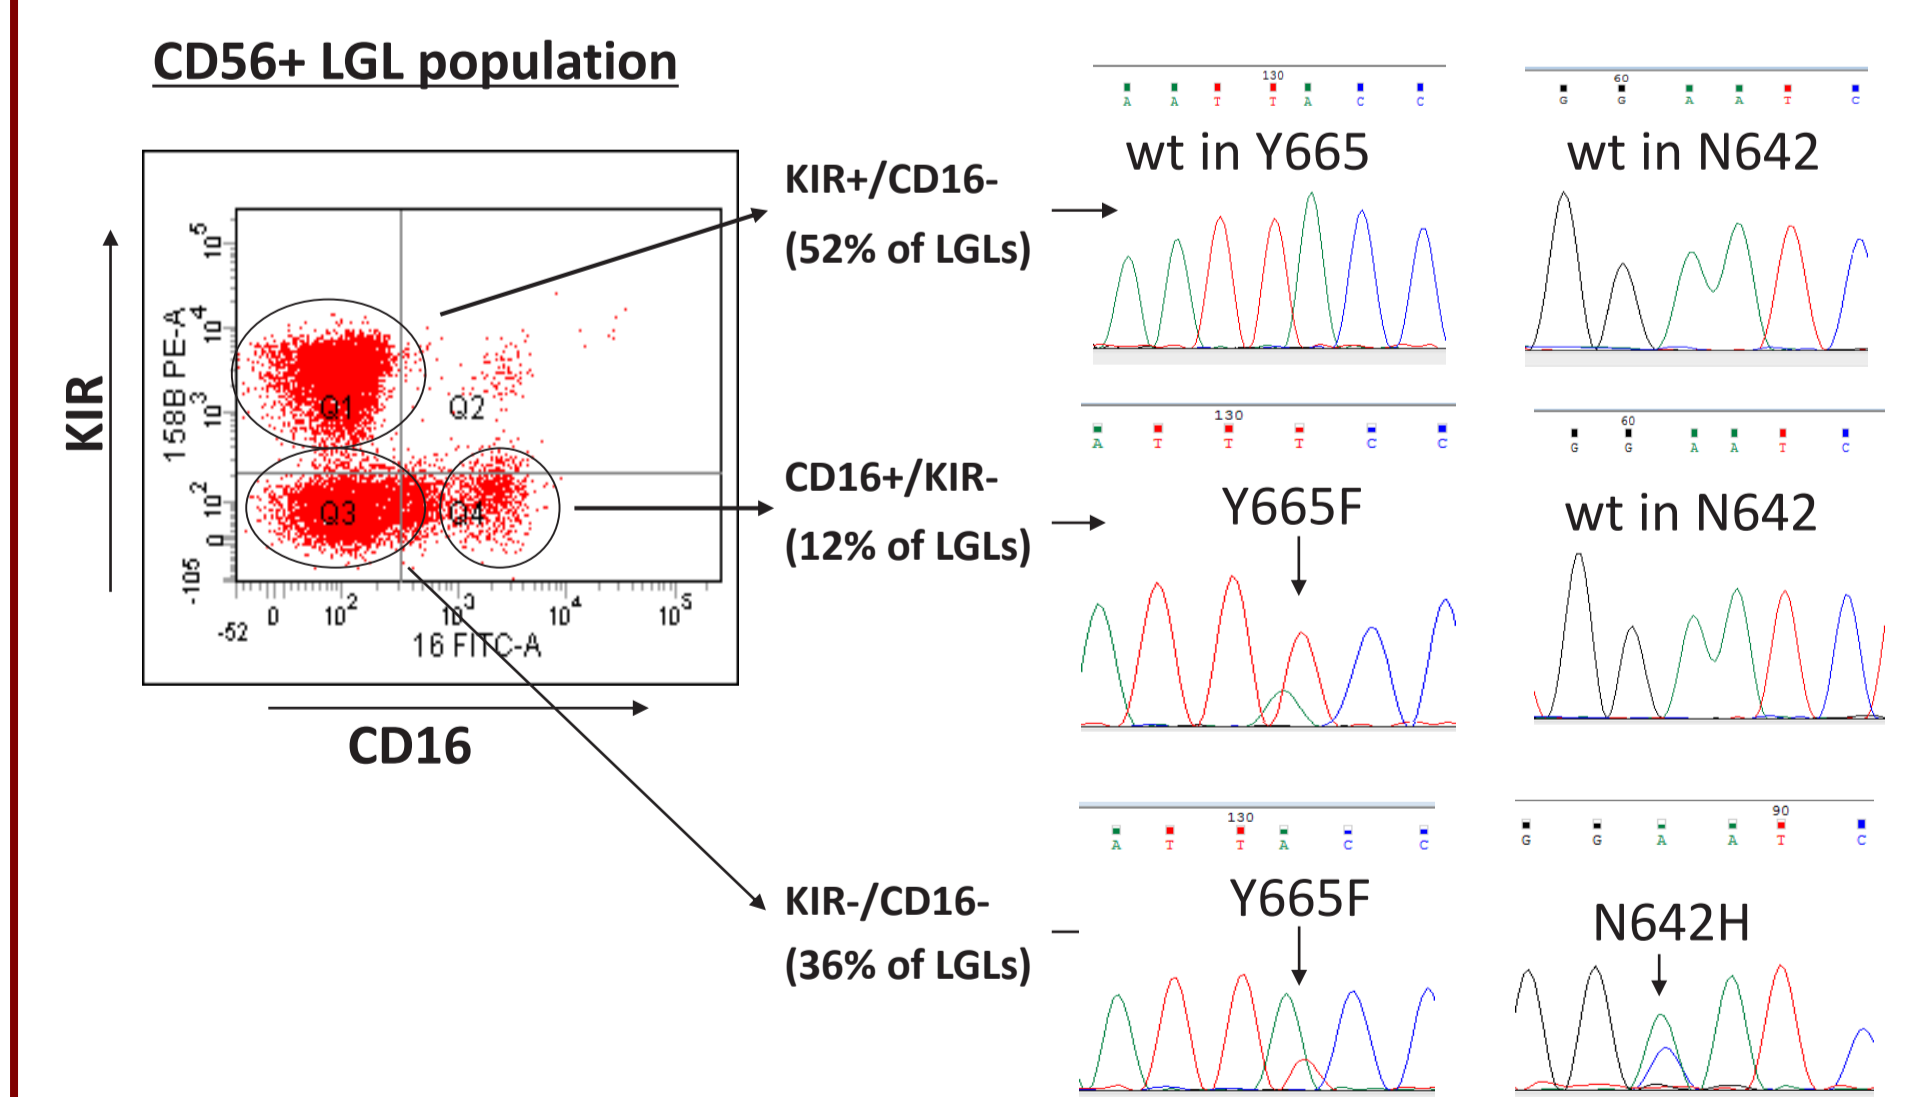 CD56+ LGL population
KIR
158B PE-A
10^5
10^4
10^3
10^2
0
-105
Q1
Q2
Q3
Q4
-52
0
10^2
10^3
10^4
10^5
16 FITC-A
CD16
KIR+/CD16-
(52% of LGLs)
130
A A T T A C C
wt in Y665
60
G G A A T C
wt in N642
CD16+/KIR-
(12% of LGLs)
130
A T T T C C
Y665F
60
G G A A T C
wt in N642
KIR-/CD16-
(36% of LGLs)
130
A T T A C C
Y665F
90
G G A A T C
N642H